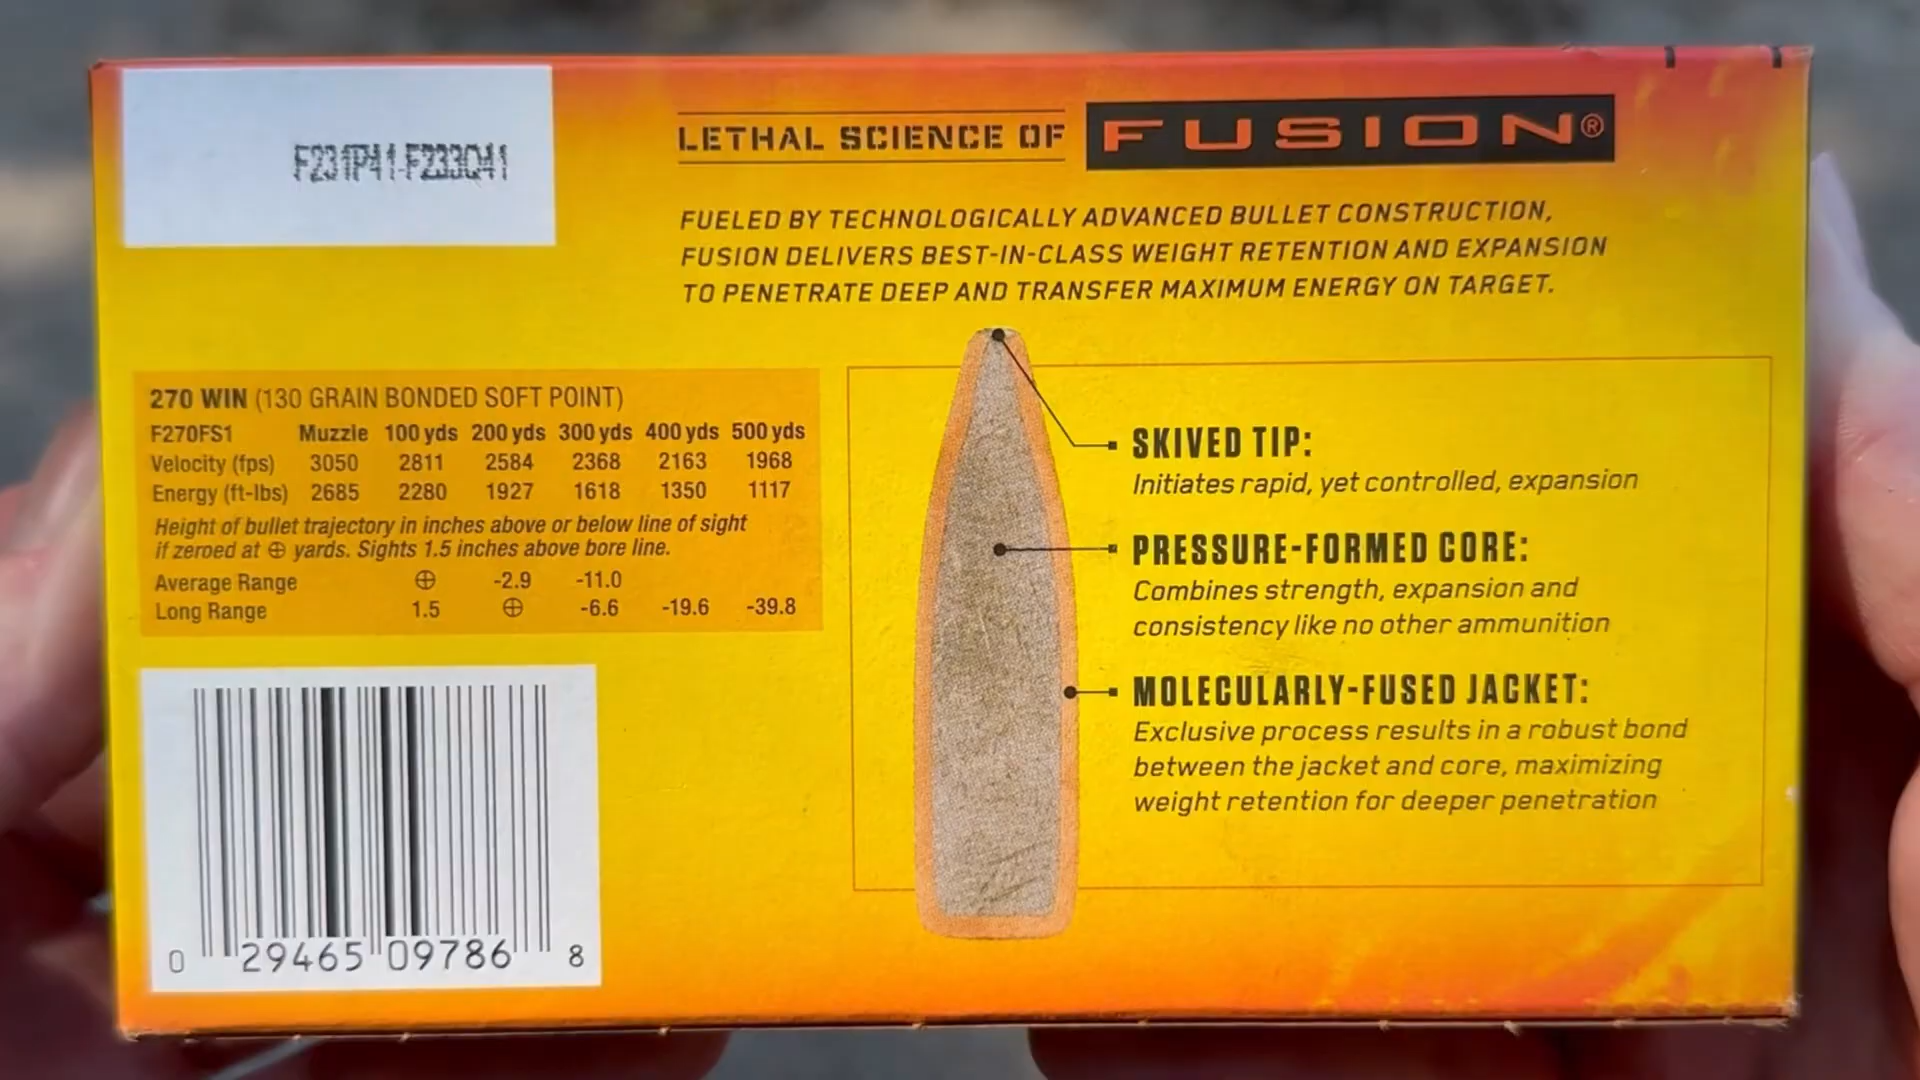 F231P41-F233Q41
LETHAL SCIENCE OF FUSION®
FUELED BY TECHNOLOGICALLY ADVANCED BULLET CONSTRUCTION,
FUSION DELIVERS BEST-IN-CLASS WEIGHT RETENTION AND EXPANSION
TO PENETRATE DEEP AND TRANSFER MAXIMUM ENERGY ON TARGET.
270 WIN (130 GRAIN BONDED SOFT POINT)
F270FS1 Muzzle 100 yds 200 yds 300 yds 400 yds 500 yds
Velocity (fps) 3050 2811 2584 2368 2163 1968
Energy (ft-lbs) 2685 2280 1927 1618 1350 1117
Height of bullet trajectory in inches above or below line of sight
if zeroed at ⊕ yards. Sights 1.5 inches above bore line.
Average Range ⊕ -2.9 -11.0
Long Range 1.5 ⊕ -6.6 -19.6 -39.8
SKIVED TIP:
Initiates rapid, yet controlled, expansion
PRESSURE-FORMED CORE:
Combines strength, expansion and
consistency like no other ammunition
MOLECULARLY-FUSED JACKET:
Exclusive process results in a robust bond
between the jacket and core, maximizing
weight retention for deeper penetration
0 29465 09786 8